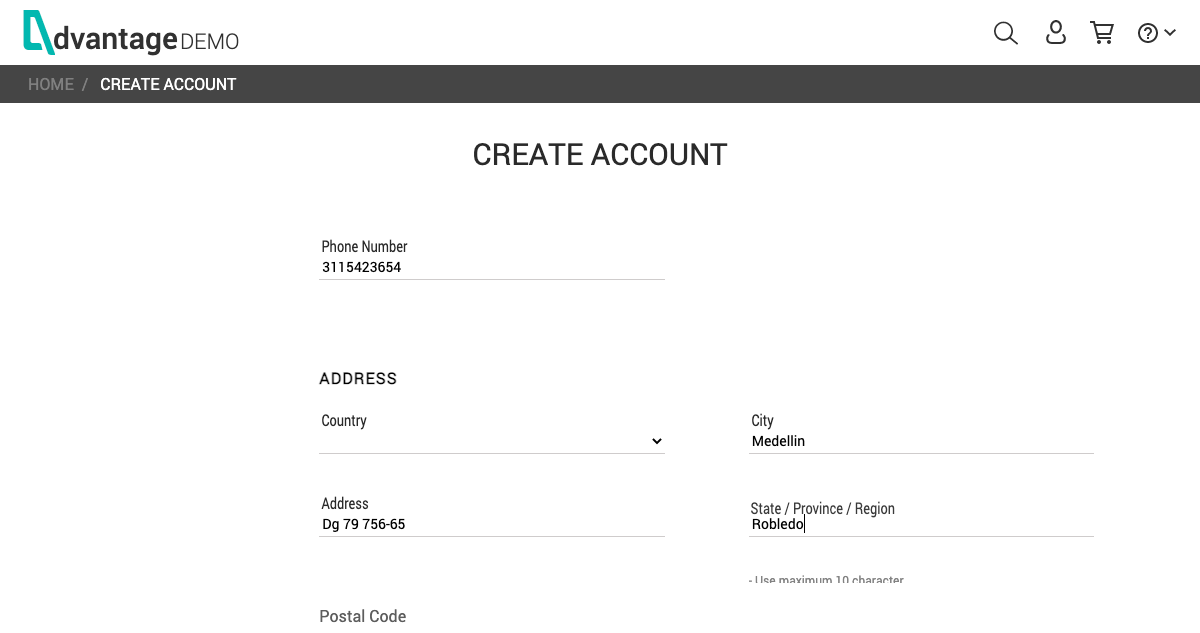 dvantage DEMO
HOME / CREATE ACCOUNT
CREATE ACCOUNT
Phone Number
3115423654
ADDRESS
Country
City
Medellin
Address
Dg 79 756-65
State / Province / Region
Robledo
- Use maximum 10 character
Postal Code